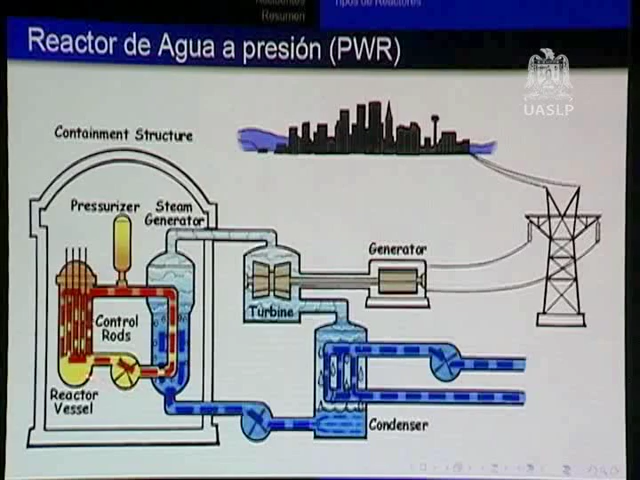 Accidentes
Resumen
Tipos de Reactores
Reactor de Agua a presión (PWR)
UASLP
Containment Structure
Pressurizer
Steam
Generator
Generator
Turbine
Control
Rods
Reactor
Vessel
Condenser